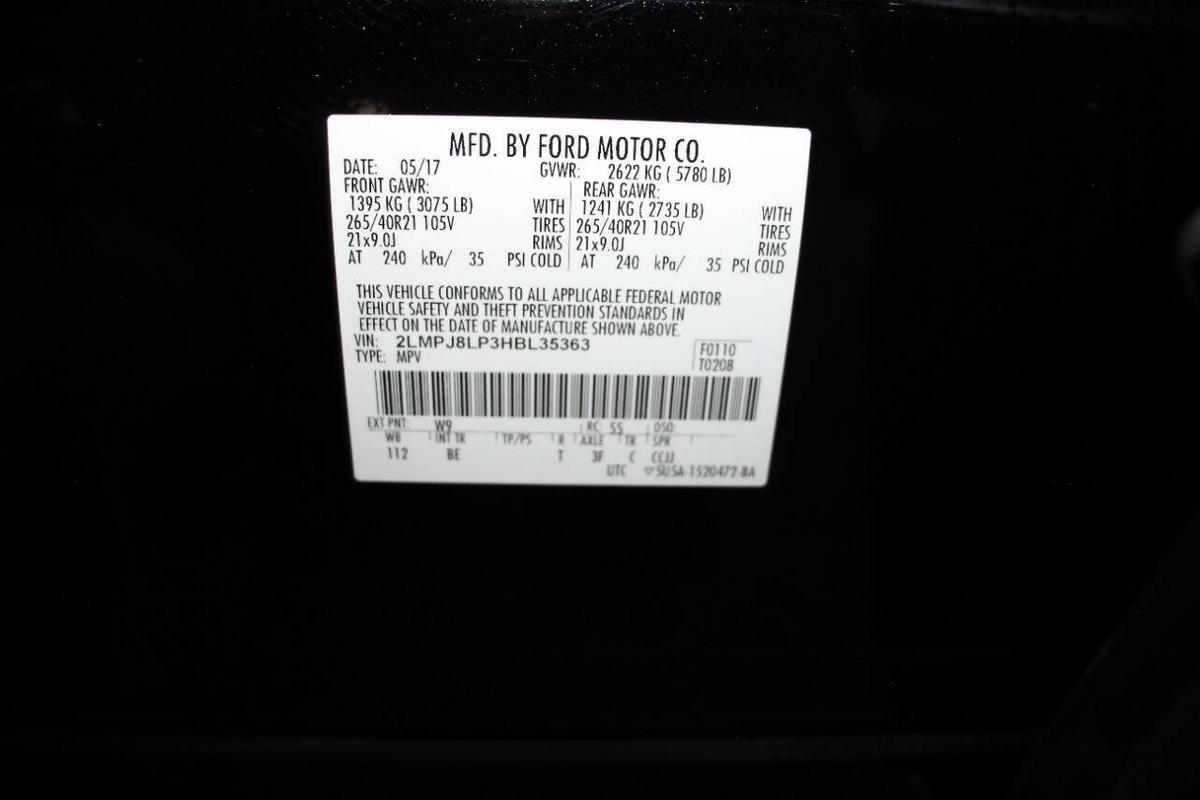 MFD. BY FORD MOTOR CO.
DATE: 05/17 GVWR: 2622 KG ( 5780 LB)
FRONT GAWR: REAR GAWR:
1395 KG ( 3075 LB) WITH 1241 KG ( 2735 LB) WITH
265/40R21 105V TIRES 265/40R21 105V TIRES
21x9.0J RIMS 21x9.0J RIMS
AT 240 kPa/ 35 PSI COLD AT 240 kPa/ 35 PSI COLD
THIS VEHICLE CONFORMS TO ALL APPLICABLE FEDERAL MOTOR
VEHICLE SAFETY AND THEFT PREVENTION STANDARDS IN
EFFECT ON THE DATE OF MANUFACTURE SHOWN ABOVE.
VIN: 2LMPJ8LP3HBL35363 F0110
TYPE: MPV T0208
EXT PNT: W9 RC: 55 DSO:
WB INT TR TP/PS R AXLE TR SPR
112 BE T 3F C CCJJ
UTC ▽5U5A-1520472-BA